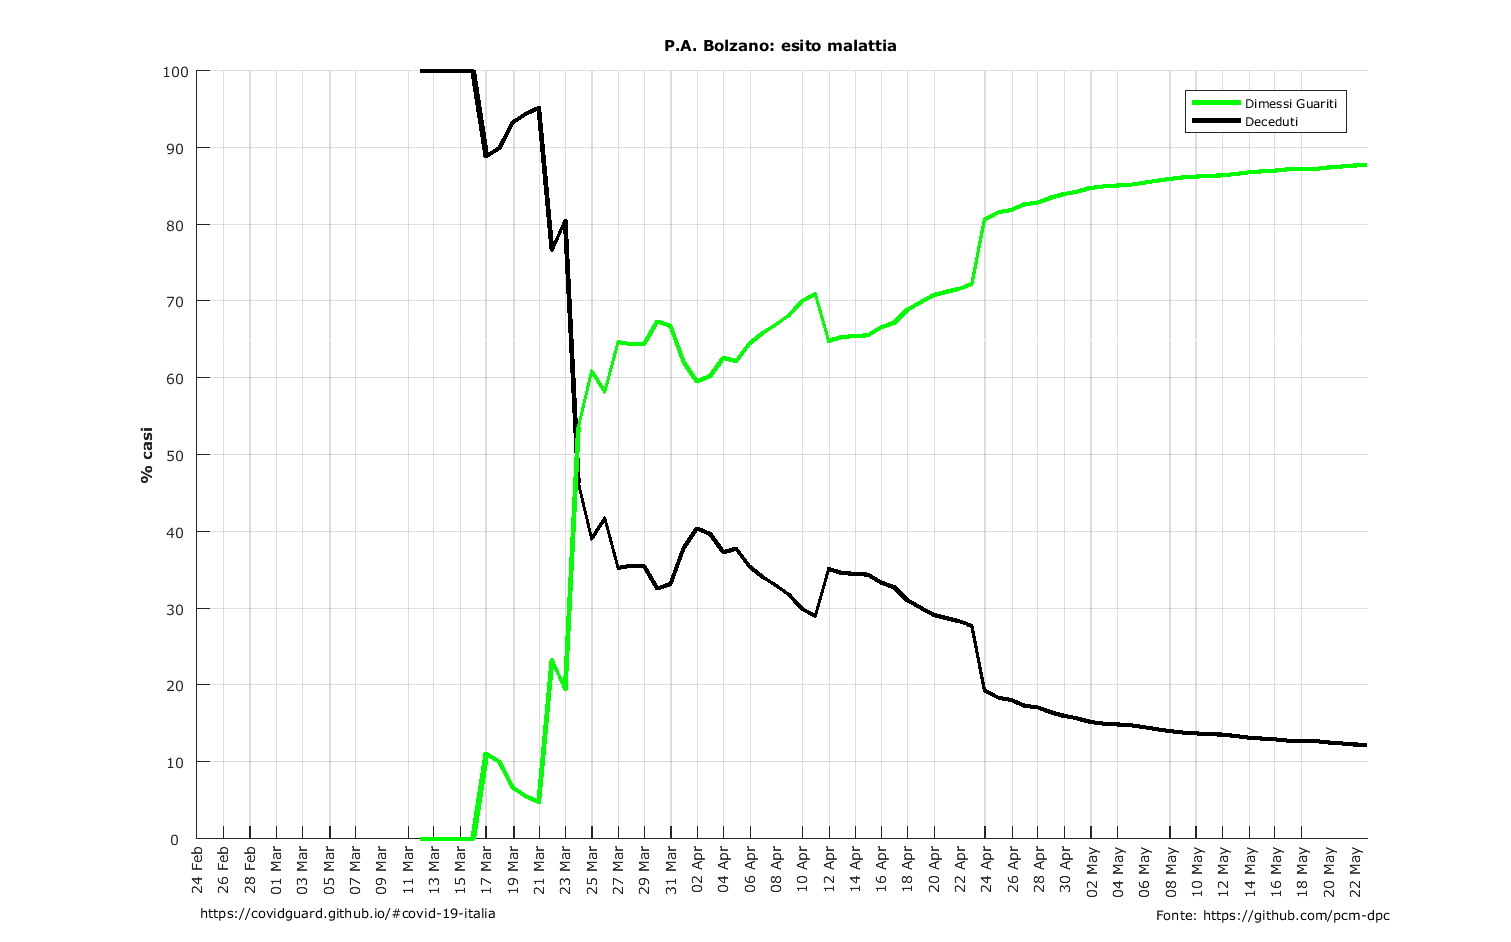 P.A. Bolzano: esito malattia
100
90
80
70
60
50
40
30
20
10
0
% casi
Dimessi Guariti
Deceduti
24 Feb
26 Feb
28 Feb
01 Mar
03 Mar
05 Mar
07 Mar
09 Mar
11 Mar
13 Mar
15 Mar
17 Mar
19 Mar
21 Mar
23 Mar
25 Mar
27 Mar
29 Mar
31 Mar
02 Apr
04 Apr
06 Apr
08 Apr
10 Apr
12 Apr
14 Apr
16 Apr
18 Apr
20 Apr
22 Apr
24 Apr
26 Apr
28 Apr
30 Apr
02 May
04 May
06 May
08 May
10 May
12 May
14 May
16 May
18 May
20 May
22 May
https://covidguard.github.io/#covid-19-italia
Fonte: https://github.com/pcm-dpc